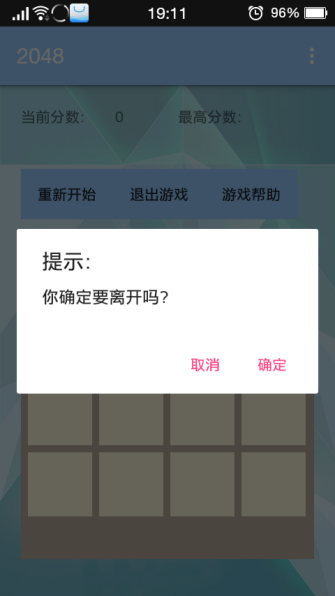 19:11 96%
2048
当前分数: 0 最高分数:
重新开始 退出游戏 游戏帮助
提示:
你确定要离开吗?
取消 确定